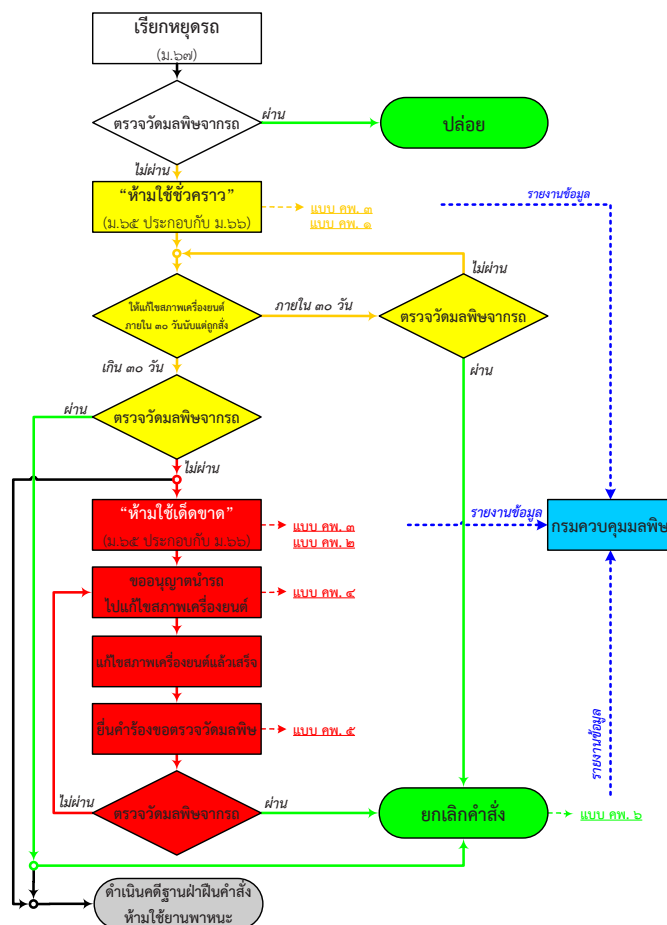 เรียกหยุดรถ
(ม.๖๗)
ตรวจวัดมลพิษจากรถ
ผ่าน
ปล่อย
ไม่ผ่าน
“ห้ามใช้ชั่วคราว”
(ม.๖๕ ประกอบกับ ม.๖๖)
แบบ คพ. ๓
แบบ คพ. ๑
รายงานข้อมูล
ไม่ผ่าน
ให้แก้ไขสภาพเครื่องยนต์
ภายใน ๓๐ วันนับแต่ถูกสั่ง
ภายใน ๓๐ วัน
ตรวจวัดมลพิษจากรถ
เกิน ๓๐ วัน
ผ่าน
ผ่าน
ตรวจวัดมลพิษจากรถ
ไม่ผ่าน
“ห้ามใช้เด็ดขาด”
(ม.๖๕ ประกอบกับ ม.๖๖)
แบบ คพ. ๓
แบบ คพ. ๒
รายงานข้อมูล
กรมควบคุมมลพิษ
ขออนุญาตนำรถ
ไปแก้ไขสภาพเครื่องยนต์
แบบ คพ. ๔
แก้ไขสภาพเครื่องยนต์แล้วเสร็จ
ยื่นคำร้องขอตรวจวัดมลพิษ
แบบ คพ. ๕
รายงานข้อมูล
ไม่ผ่าน
ตรวจวัดมลพิษจากรถ
ผ่าน
ยกเลิกคำสั่ง
แบบ คพ. ๖
ดำเนินคดีฐานฝ่าฝืนคำสั่ง
ห้ามใช้ยานพาหนะ